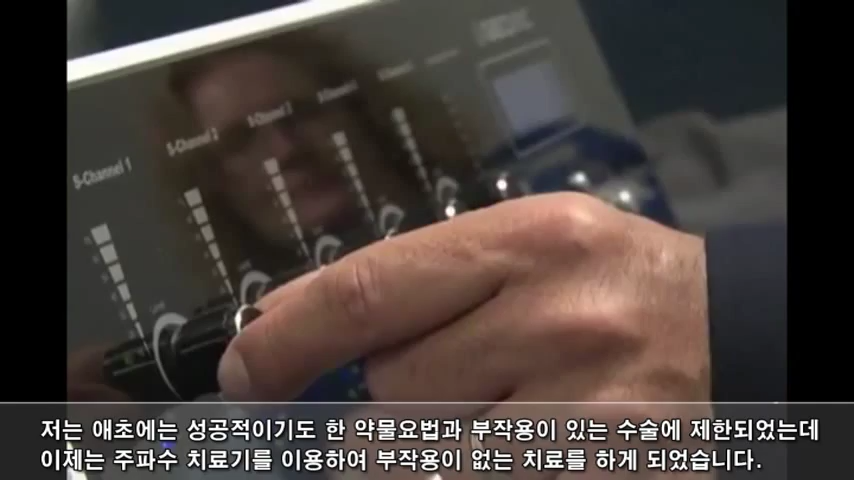 S-Channel 1
S-Channel 2
S-Channel 3
저는 애초에는 성공적이기도 한 약물요법과 부작용이 있는 수술에 제한되었는데
이제는 주파수 치료기를 이용하여 부작용이 없는 치료를 하게 되었습니다.